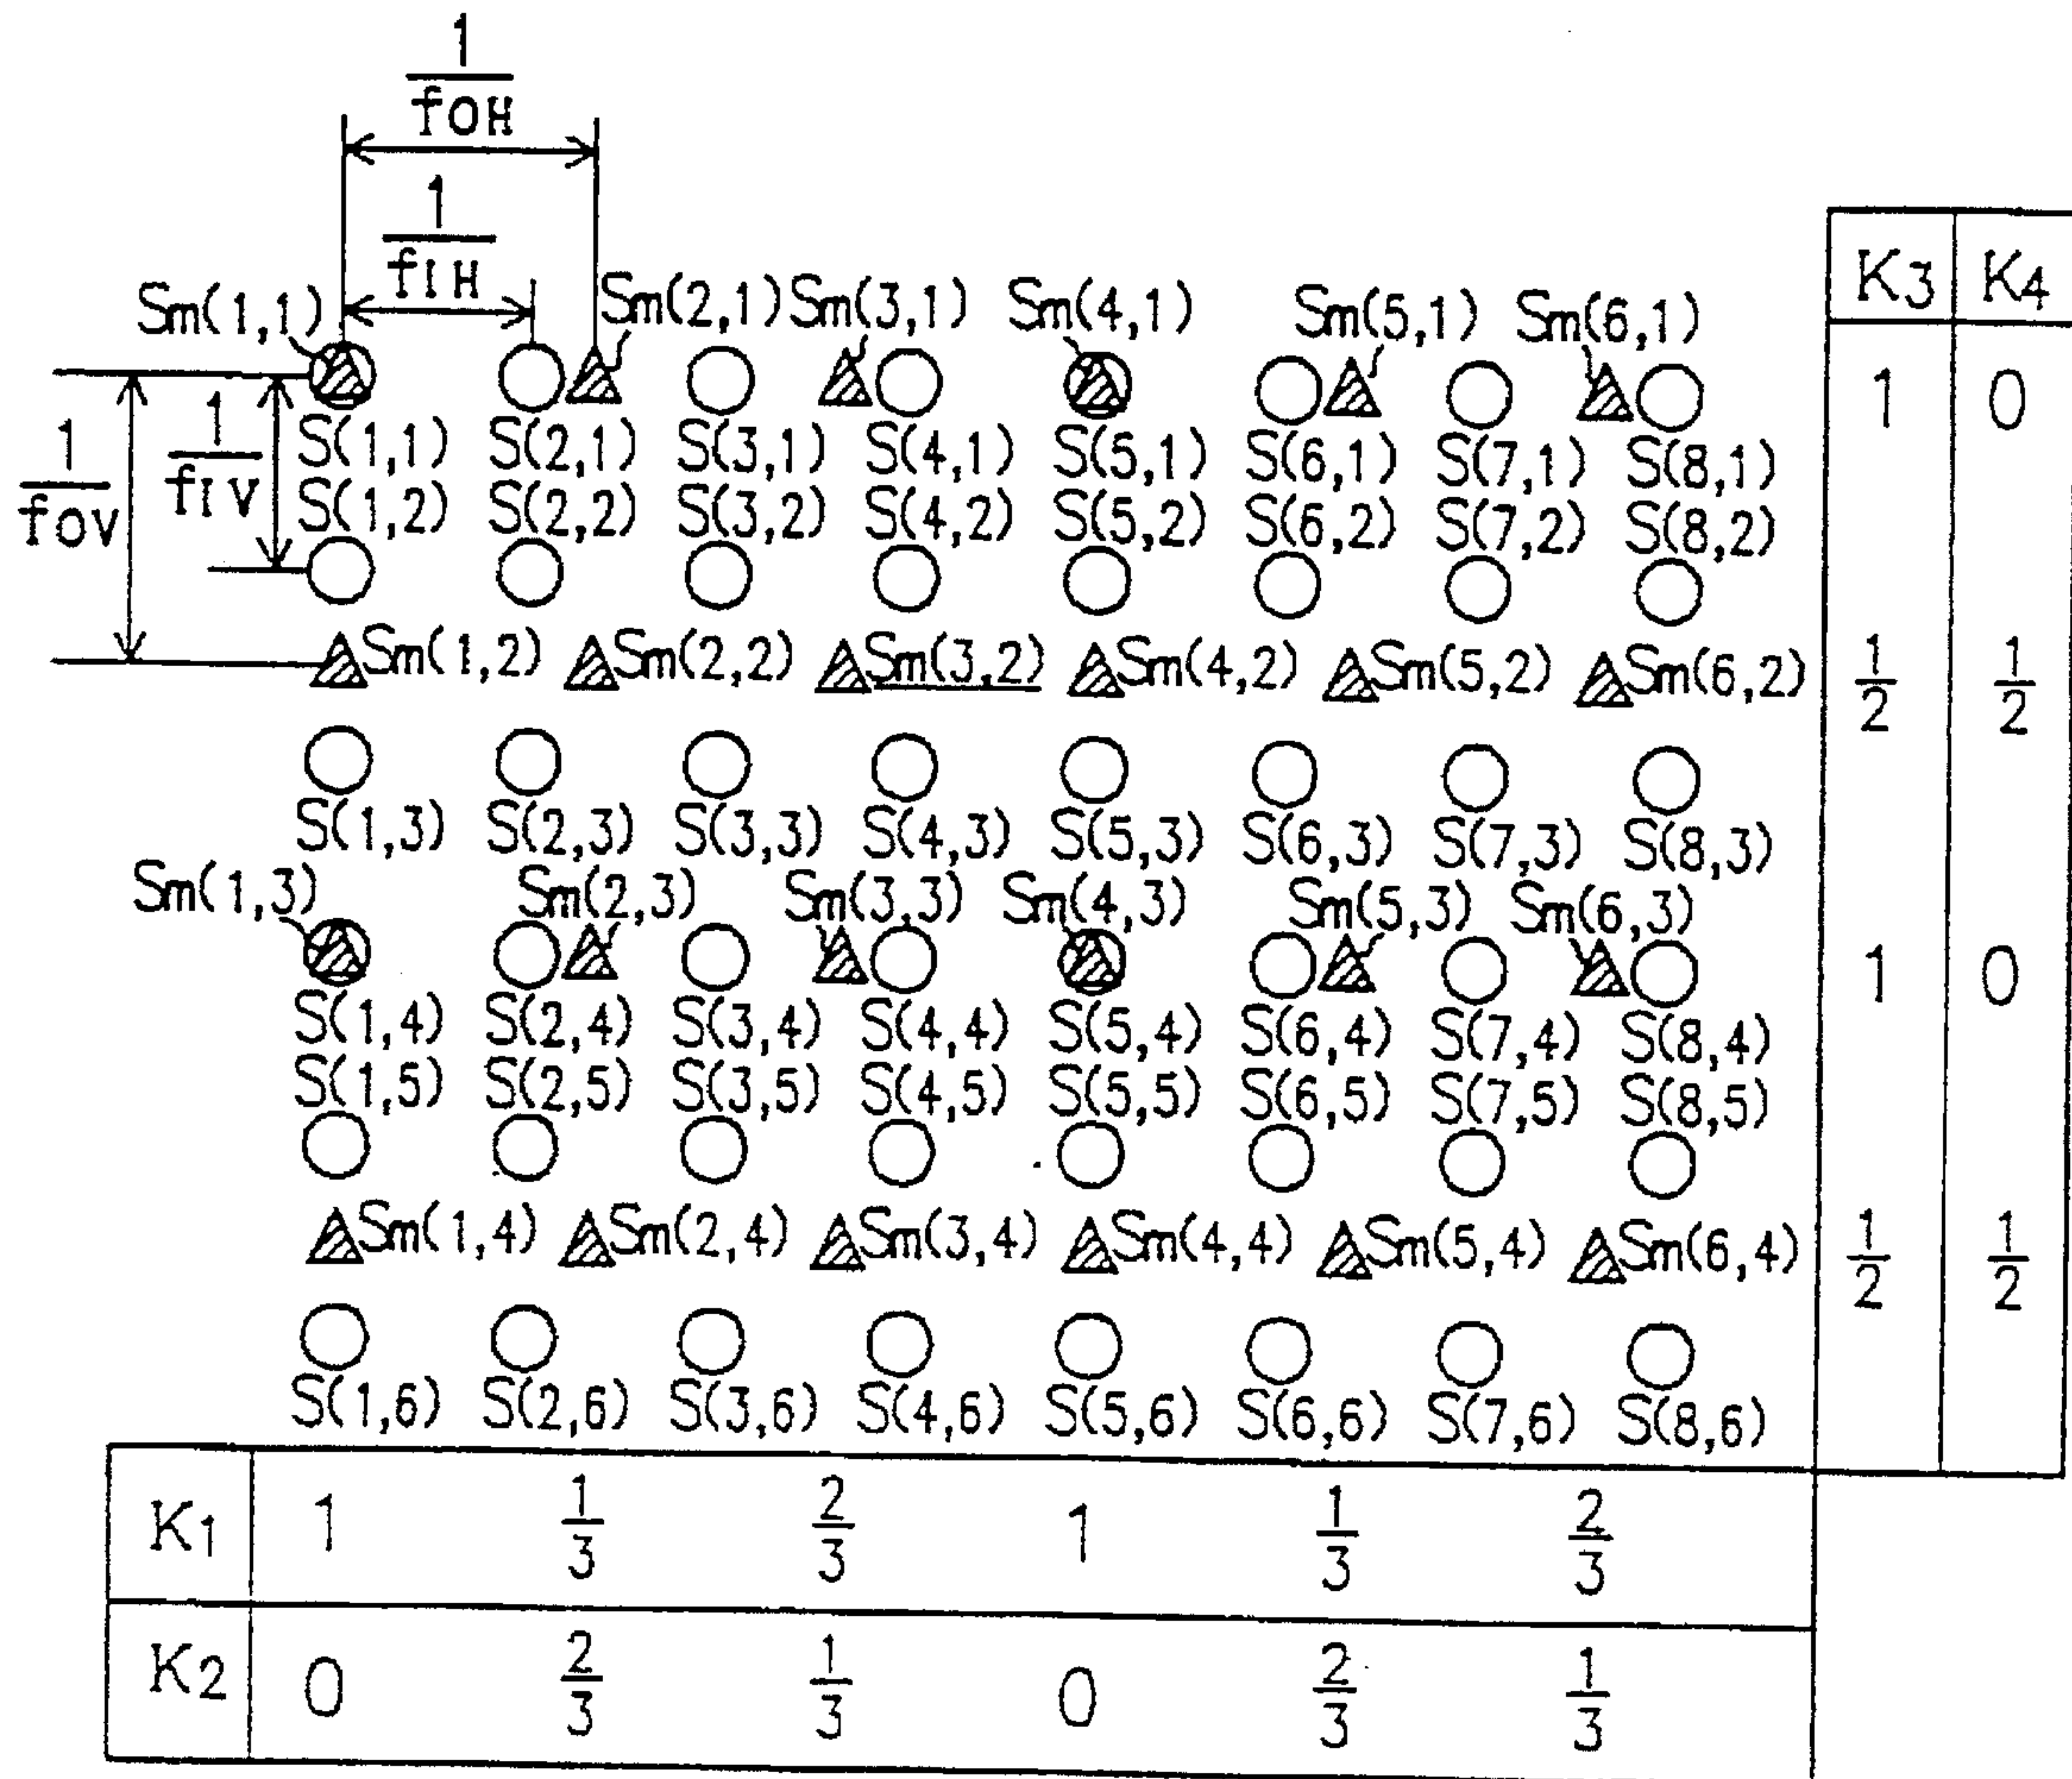 1
fOH
1
fIH
K3 K4
Sm(1,1) Sm(2,1) Sm(3,1) Sm(4,1) Sm(5,1) Sm(6,1)
1 0
1
fOV
1
fIV
S(1,1) S(2,1) S(3,1) S(4,1) S(5,1) S(6,1) S(7,1) S(8,1)
S(1,2) S(2,2) S(3,2) S(4,2) S(5,2) S(6,2) S(7,2) S(8,2)
Sm(1,2) Sm(2,2) Sm(3,2) Sm(4,2) Sm(5,2) Sm(6,2) 1/2 1/2
S(1,3) S(2,3) S(3,3) S(4,3) S(5,3) S(6,3) S(7,3) S(8,3)
Sm(1,3) Sm(2,3) Sm(3,3) Sm(4,3) Sm(5,3) Sm(6,3)
1 0
S(1,4) S(2,4) S(3,4) S(4,4) S(5,4) S(6,4) S(7,4) S(8,4)
S(1,5) S(2,5) S(3,5) S(4,5) S(5,5) S(6,5) S(7,5) S(8,5)
Sm(1,4) Sm(2,4) Sm(3,4) Sm(4,4) Sm(5,4) Sm(6,4) 1/2 1/2
S(1,6) S(2,6) S(3,6) S(4,6) S(5,6) S(6,6) S(7,6) S(8,6)
K1 1 1/3 2/3 1 1/3 2/3
K2 0 2/3 1/3 0 2/3 1/3